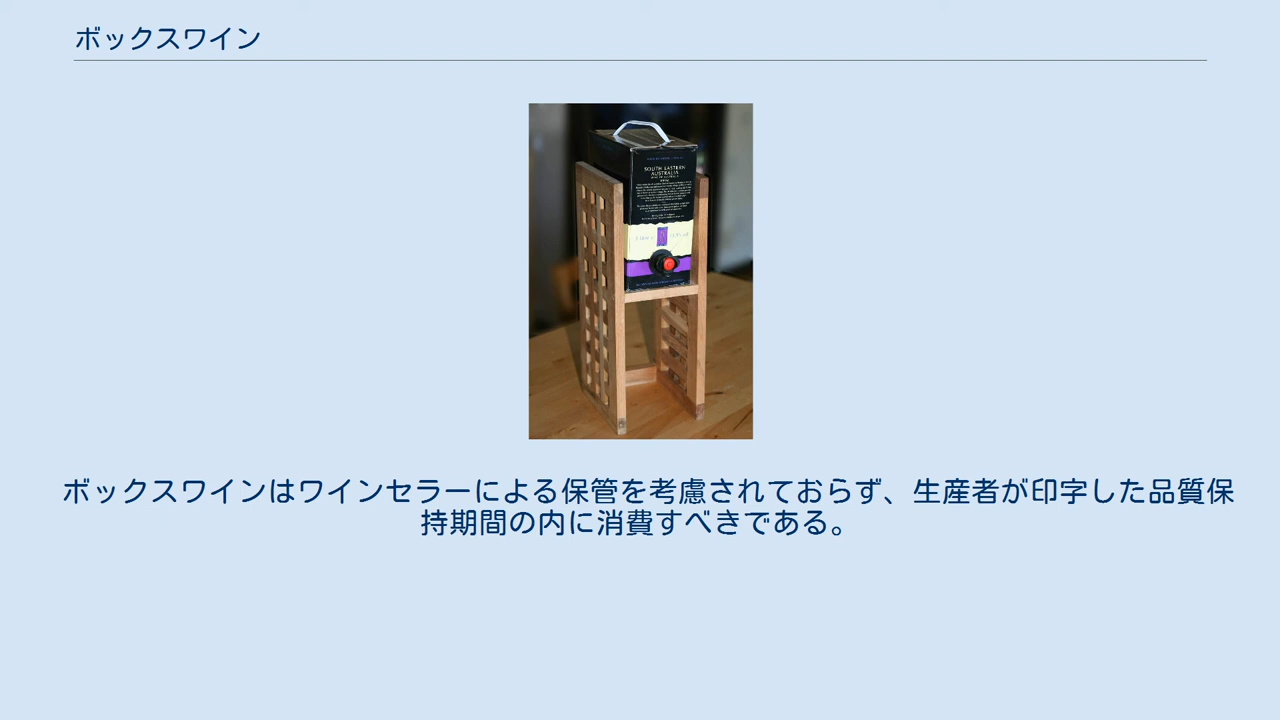 ボックスワイン
SOUTH EASTERN
AUSTRALIA
ボックスワインはワインセラーによる保管を考慮されておらず、生産者が印字した品質保
持期間の内に消費すべきである。